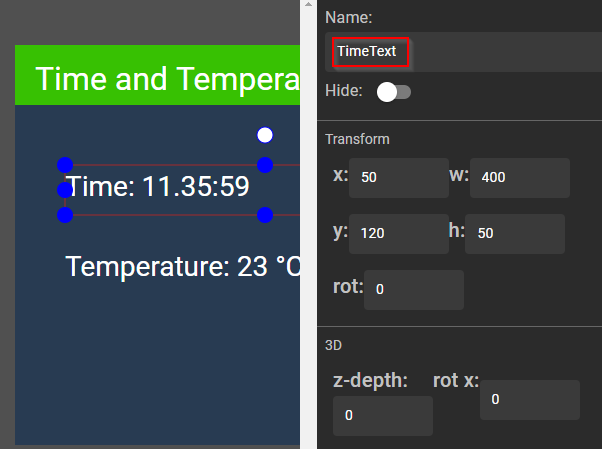 Time and Tempera
Time: 11.35:59
Temperature: 23 °C
Name:
TimeText
Hide:
Transform
x: 50 w: 400
y: 120 h: 50
rot: 0
3D
z-depth: rot x:
0 0